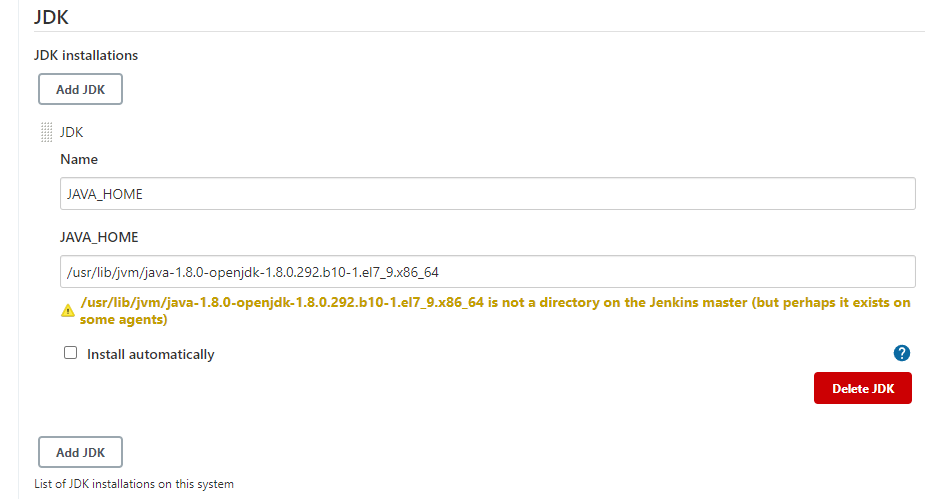 JDK
JDK installations
Add JDK
JDK
Name
JAVA_HOME
JAVA_HOME
/usr/lib/jvm/java-1.8.0-openjdk-1.8.0.292.b10-1.el7_9.x86_64
/usr/lib/jvm/java-1.8.0-openjdk-1.8.0.292.b10-1.el7_9.x86_64 is not a directory on the Jenkins master (but perhaps it exists on
some agents)
Install automatically
?
Delete JDK
Add JDK
List of JDK installations on this system